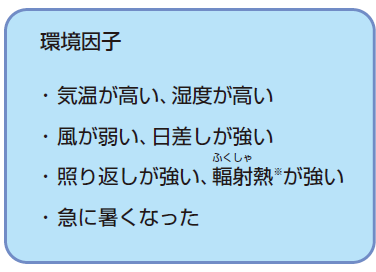 環境因子
・気温が高い、湿度が高い
・風が弱い、日差しが強い
ふくしゃ
・照り返しが強い、輻射熱※が強い
・急に暑くなった